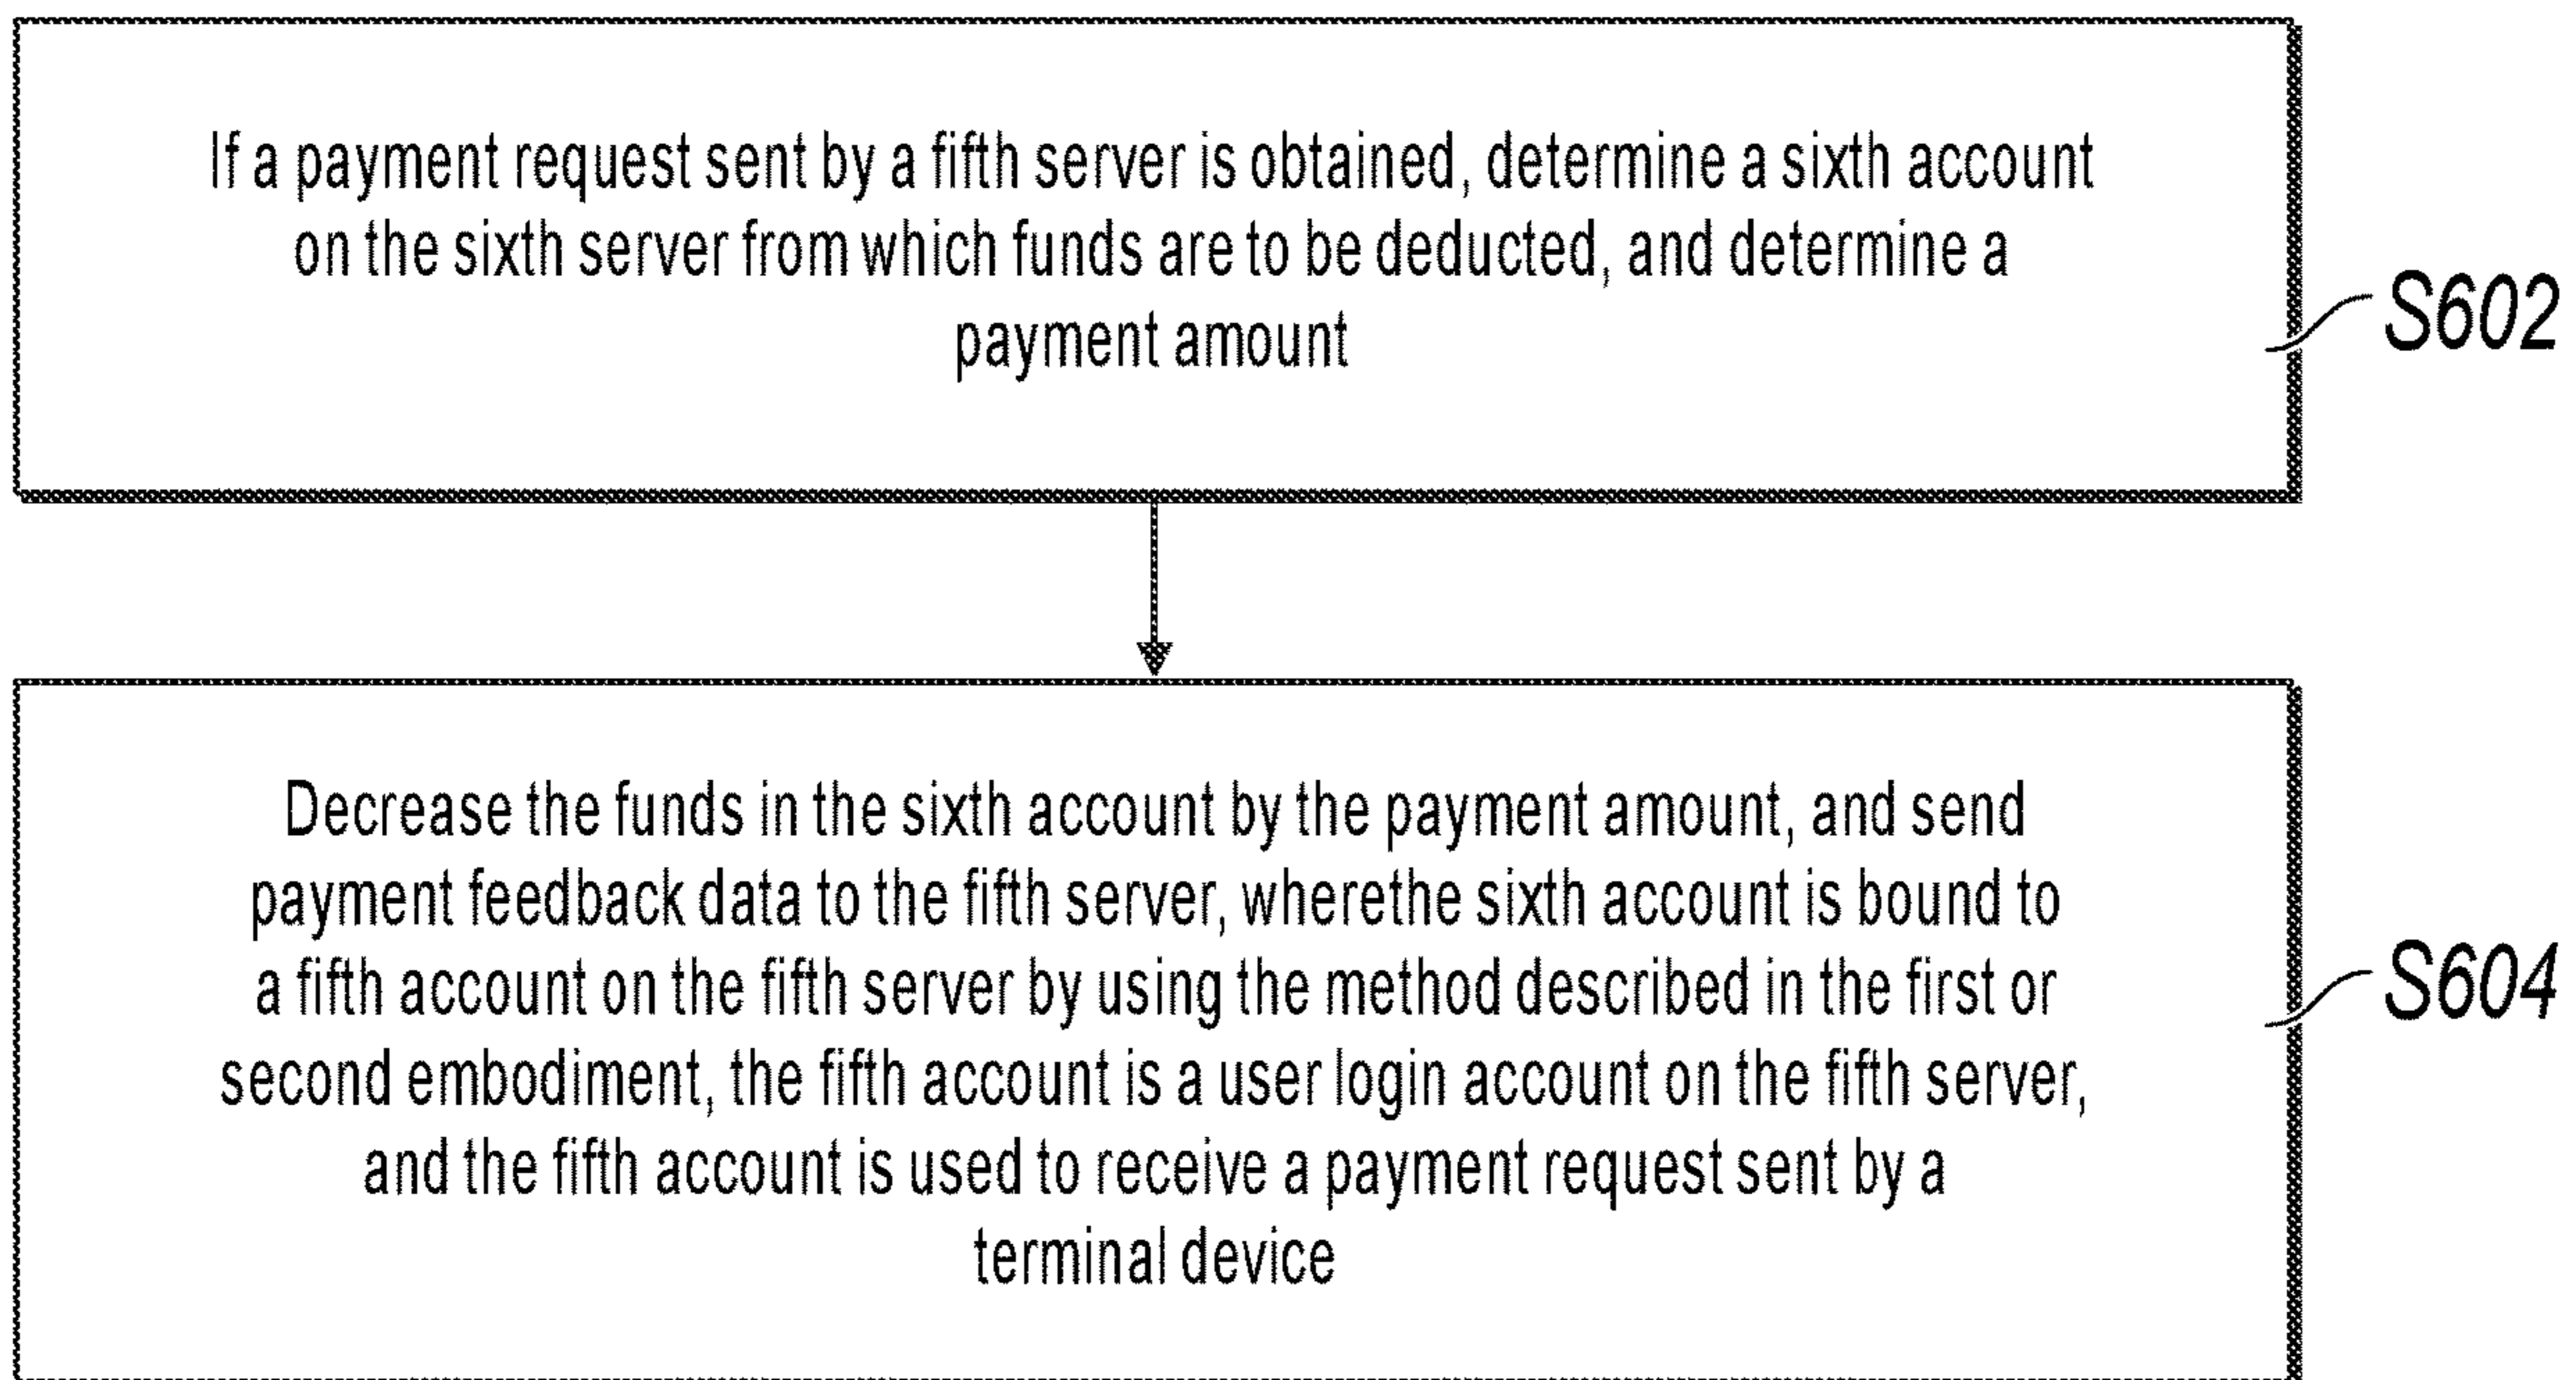 If a payment request sent by a fifth server is obtained, determine a sixth account
on the sixth server from which funds are to be deducted, and determine a
payment amount
S602
Decrease the funds in the sixth account by the payment amount, and send
payment feedback data to the fifth server, wherethe sixth account is bound to
a fifth account on the fifth server by using the method described in the first or
second embodiment, the fifth account is a user login account on the fifth server,
and the fifth account is used to receive a payment request sent by a
terminal device
S604